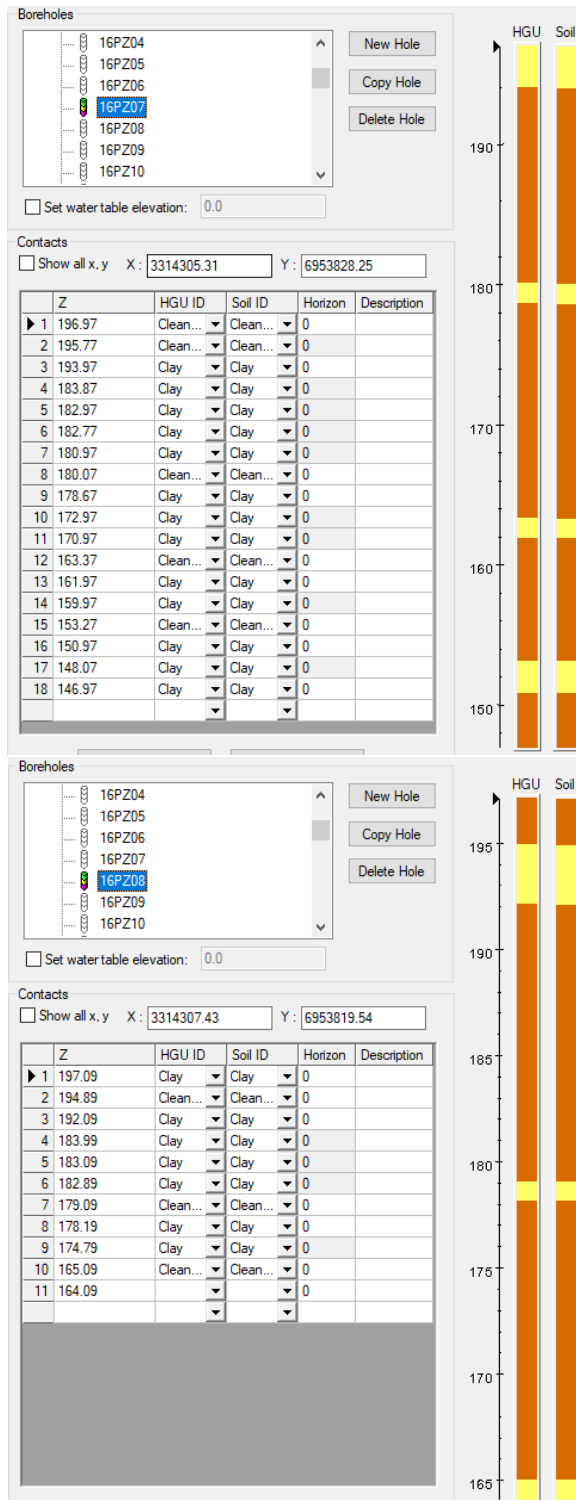 Boreholes
16PZ04
16PZ05
16PZ06
16PZ07
16PZ08
16PZ09
16PZ10
New Hole
Copy Hole
Delete Hole
Set water table elevation: 0.0
Contacts
Show all x, y X : 3314305.31 Y : 6953828.25
Z HGU ID Soil ID Horizon Description
1 196.97 Clean... Clean... 0
2 195.77 Clean... Clean... 0
3 193.97 Clay Clay 0
4 183.87 Clay Clay 0
5 182.97 Clay Clay 0
6 182.77 Clay Clay 0
7 180.97 Clay Clay 0
8 180.07 Clean... Clean... 0
9 178.67 Clay Clay 0
10 172.97 Clay Clay 0
11 170.97 Clay Clay 0
12 163.37 Clean... Clean... 0
13 161.97 Clay Clay 0
14 159.97 Clay Clay 0
15 153.27 Clean... Clean... 0
16 150.97 Clay Clay 0
17 148.07 Clay Clay 0
18 146.97 Clay Clay 0
HGU Soil
190
180
170
160
150
Boreholes
16PZ04
16PZ05
16PZ06
16PZ07
16PZ08
16PZ09
16PZ10
New Hole
Copy Hole
Delete Hole
Set water table elevation: 0.0
Contacts
Show all x, y X : 3314307.43 Y : 6953819.54
Z HGU ID Soil ID Horizon Description
1 197.09 Clay Clay 0
2 194.89 Clean... Clean... 0
3 192.09 Clay Clay 0
4 183.99 Clay Clay 0
5 183.09 Clay Clay 0
6 182.89 Clay Clay 0
7 179.09 Clean... Clean... 0
8 178.19 Clay Clay 0
9 174.79 Clay Clay 0
10 165.09 Clean... Clean... 0
11 164.09 0
HGU Soil
195
190
185
180
175
170
165